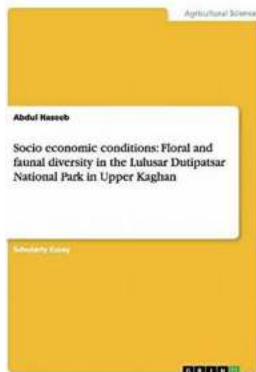 Agricultural Science
Abdul Haseeb
Socio economic conditions: Floral and
faunal diversity in the Lulusar Dutipatsar
National Park in Upper Kaghan
Scholarly Essay
GRIN